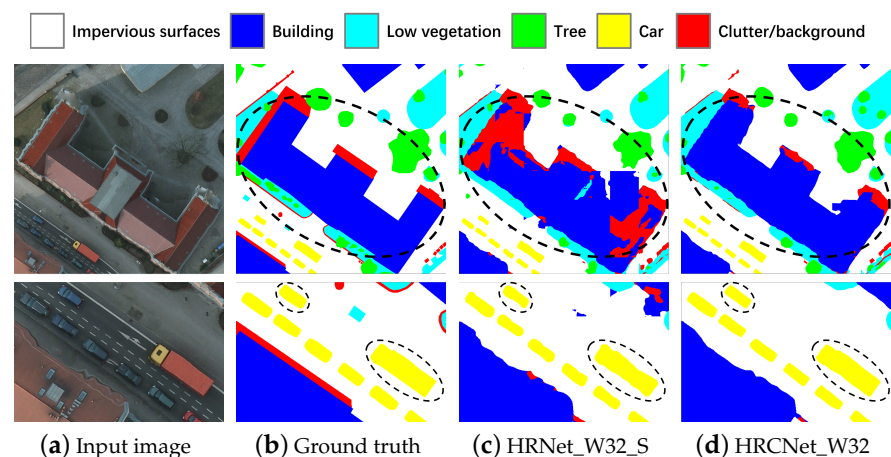 Impervious surfaces Building Low vegetation Tree Car Clutter/background
(a) Input image (b) Ground truth (c) HRNet_W32_S (d) HRCNet_W32